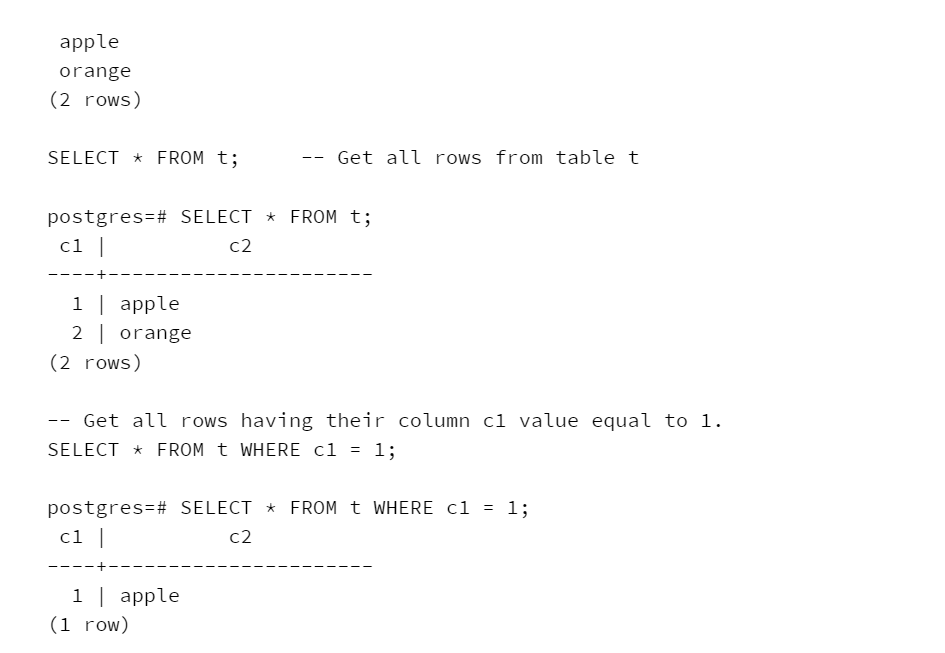 apple
 orange
(2 rows)

SELECT * FROM t;     -- Get all rows from table t

postgres=# SELECT * FROM t;
 c1 |          c2
----+----------------------
  1 | apple
  2 | orange
(2 rows)

-- Get all rows having their column c1 value equal to 1.
SELECT * FROM t WHERE c1 = 1;

postgres=# SELECT * FROM t WHERE c1 = 1;
 c1 |          c2
----+----------------------
  1 | apple
(1 row)